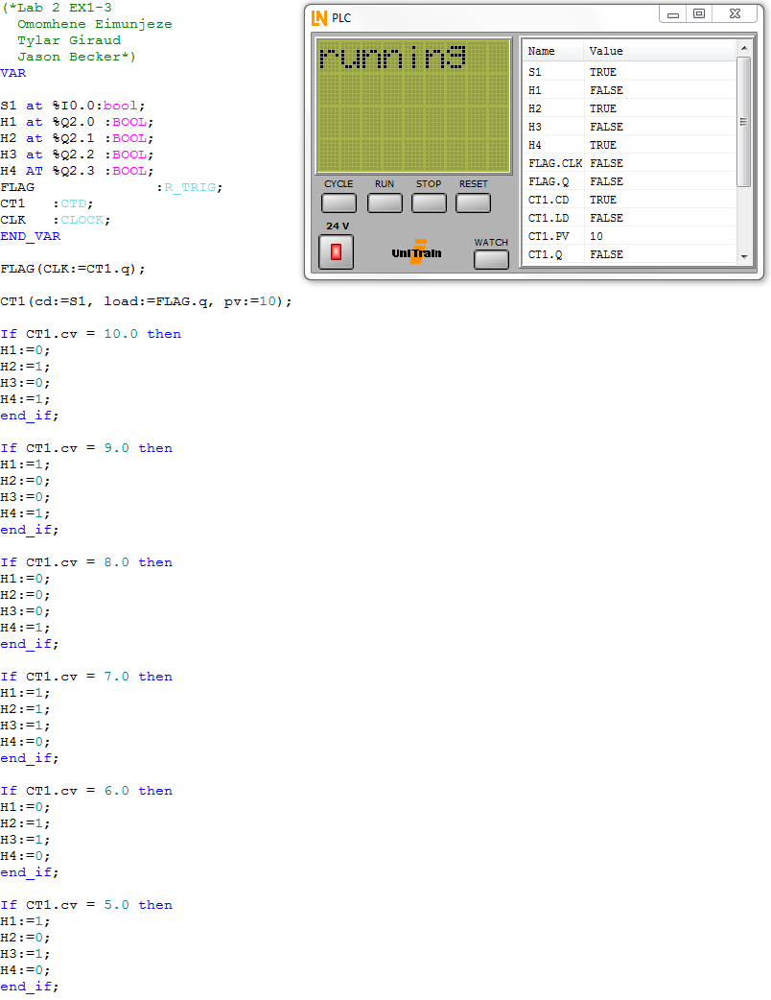 (*Lab 2 EX1-3
Omomhene Eimunjeze
Tylar Giraud
Jason Becker*)
VAR
S1 at %I0.0:bool;
H1 at %Q2.0 :BOOL;
H2 at %Q2.1 :BOOL;
H3 at %Q2.2 :BOOL;
H4 AT %Q2.3 :BOOL;
FLAG :R_TRIG;
CT1 :CTD;
CLK :CLOCK;
END_VAR
FLAG(CLK:=CT1.q);
CT1(cd:=S1, load:=FLAG.q, pv:=10);
If CT1.cv = 10.0 then
H1:=0;
H2:=1;
H3:=0;
H4:=1;
end_if;
If CT1.cv = 9.0 then
H1:=1;
H2:=0;
H3:=0;
H4:=1;
end_if;
If CT1.cv = 8.0 then
H1:=0;
H2:=0;
H3:=0;
H4:=1;
end_if;
If CT1.cv = 7.0 then
H1:=1;
H2:=1;
H3:=1;
H4:=0;
end_if;
If CT1.cv = 6.0 then
H1:=0;
H2:=1;
H3:=1;
H4:=0;
end_if;
If CT1.cv = 5.0 then
H1:=1;
H2:=0;
H3:=1;
H4:=0;
end_if;
LN PLC
running
CYCLE RUN STOP RESET
24 V
UniTrain
WATCH
Name Value
S1 TRUE
H1 FALSE
H2 TRUE
H3 FALSE
H4 TRUE
FLAG.CLK FALSE
FLAG.Q FALSE
CT1.CD TRUE
CT1.LD FALSE
CT1.PV 10
CT1.Q FALSE